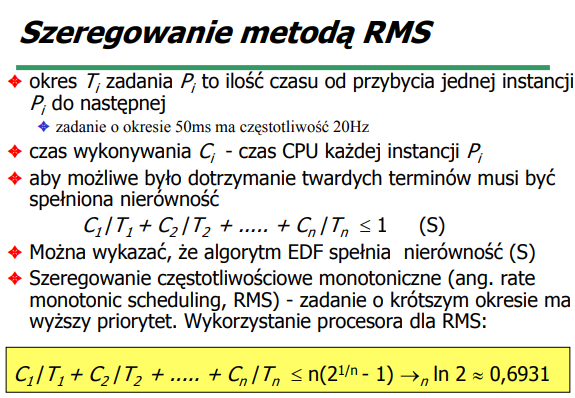 Szeregowanie metodą RMS
okres Tᵢ zadania Pᵢ to ilość czasu od przybycia jednej instancji
Pᵢ do następnej
zadanie o okresie 50ms ma częstotliwość 20Hz
czas wykonywania Cᵢ - czas CPU każdej instancji Pᵢ
aby możliwe było dotrzymanie twardych terminów musi być
spełniona nierówność
C₁/T₁ + C₂/T₂ + ..... + Cₙ/Tₙ ≤ 1 (S)
Można wykazać, że algorytm EDF spełnia nierówność (S)
Szeregowanie częstotliwościowe monotoniczne (ang. rate
monotonic scheduling, RMS) - zadanie o krótszym okresie ma
wyższy priorytet. Wykorzystanie procesora dla RMS:
C₁/T₁ + C₂/T₂ + ..... + Cₙ/Tₙ ≤ n(2¹/ⁿ - 1) →ₙ ln 2 ≈ 0,6931